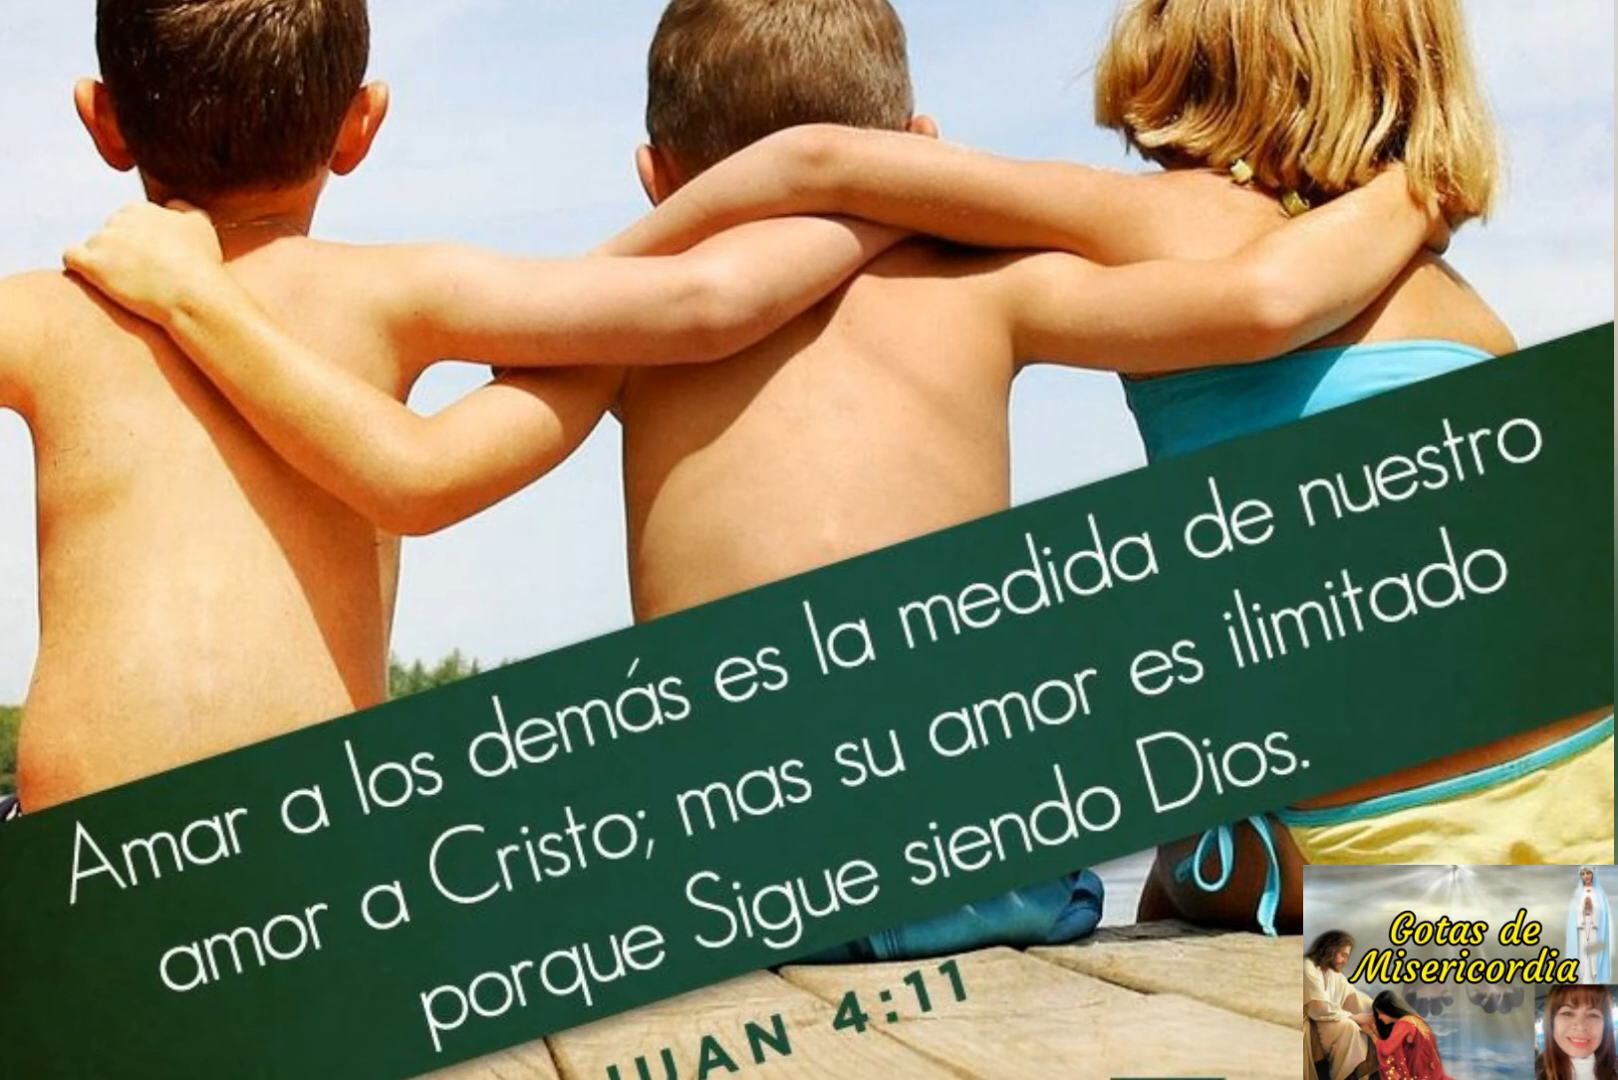 Amar a los demás es la medida de nuestro
amor a Cristo; mas su amor es ilimitado
porque Sigue siendo Dios.
JUAN 4:11
Gotas de
Misericordia